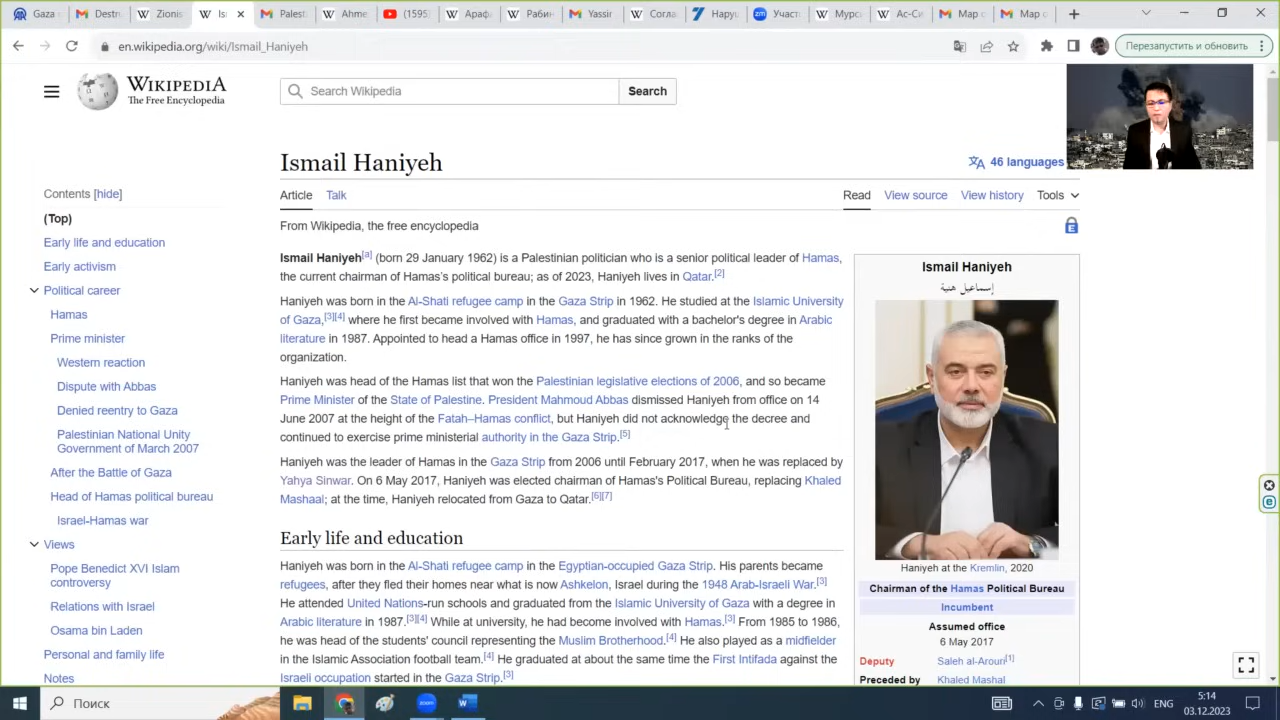 Gaza
Destr
Zionis
Isı
Palest
Ahme
(1595
Араф
Рабин
Yassir
Согла
Наруш
Участ
Мурс
Ас-Си
Мар с
Мар о
en.wikipedia.org/wiki/Ismail_Haniyeh
Перезапустить и обновить
WIKIPEDIA
The Free Encyclopedia
Search Wikipedia
Search
Ismail Haniyeh
46 languages
Article Talk
Read View source View history Tools
From Wikipedia, the free encyclopedia
Contents [hide]
(Top)
Early life and education
Early activism
Political career
Hamas
Prime minister
Western reaction
Dispute with Abbas
Denied reentry to Gaza
Palestinian National Unity
Government of March 2007
After the Battle of Gaza
Head of Hamas political bureau
Israel-Hamas war
Views
Pope Benedict XVI Islam
controversy
Relations with Israel
Osama bin Laden
Personal and family life
Notes
Ismail Haniyeh[a] (born 29 January 1962) is a Palestinian politician who is a senior political leader of Hamas,
the current chairman of Hamas's political bureau; as of 2023, Haniyeh lives in Qatar.[2]
Haniyeh was born in the Al-Shati refugee camp in the Gaza Strip in 1962. He studied at the Islamic University
of Gaza,[3][4] where he first became involved with Hamas, and graduated with a bachelor's degree in Arabic
literature in 1987. Appointed to head a Hamas office in 1997, he has since grown in the ranks of the
organization.
Haniyeh was head of the Hamas list that won the Palestinian legislative elections of 2006, and so became
Prime Minister of the State of Palestine. President Mahmoud Abbas dismissed Haniyeh from office on 14
June 2007 at the height of the Fatah–Hamas conflict, but Haniyeh did not acknowledge the decree and
continued to exercise prime ministerial authority in the Gaza Strip.[5]
Haniyeh was the leader of Hamas in the Gaza Strip from 2006 until February 2017, when he was replaced by
Yahya Sinwar. On 6 May 2017, Haniyeh was elected chairman of Hamas's Political Bureau, replacing Khaled
Mashaal; at the time, Haniyeh relocated from Gaza to Qatar.[6][7]
Early life and education
Haniyeh was born in the Al-Shati refugee camp in the Egyptian-occupied Gaza Strip. His parents became
refugees, after they fled their homes near what is now Ashkelon, Israel during the 1948 Arab-Israeli War.[3]
He attended United Nations-run schools and graduated from the Islamic University of Gaza with a degree in
Arabic literature in 1987.[3][4] While at university, he had become involved with Hamas.[3] From 1985 to 1986,
he was head of the students' council representing the Muslim Brotherhood.[4] He also played as a midfielder
in the Islamic Association football team.[4] He graduated at about the same time the First Intifada against the
Israeli occupation started in the Gaza Strip.[3]
Ismail Haniyeh
إسماعيل هنية
Haniyeh at the Kremlin, 2020
Chairman of the Hamas Political Bureau
Incumbent
Assumed office
6 May 2017
Deputy Saleh al-Arouri[1]
Preceded by Khaled Mashal
Поиск
ENG
5:14
03.12.2023